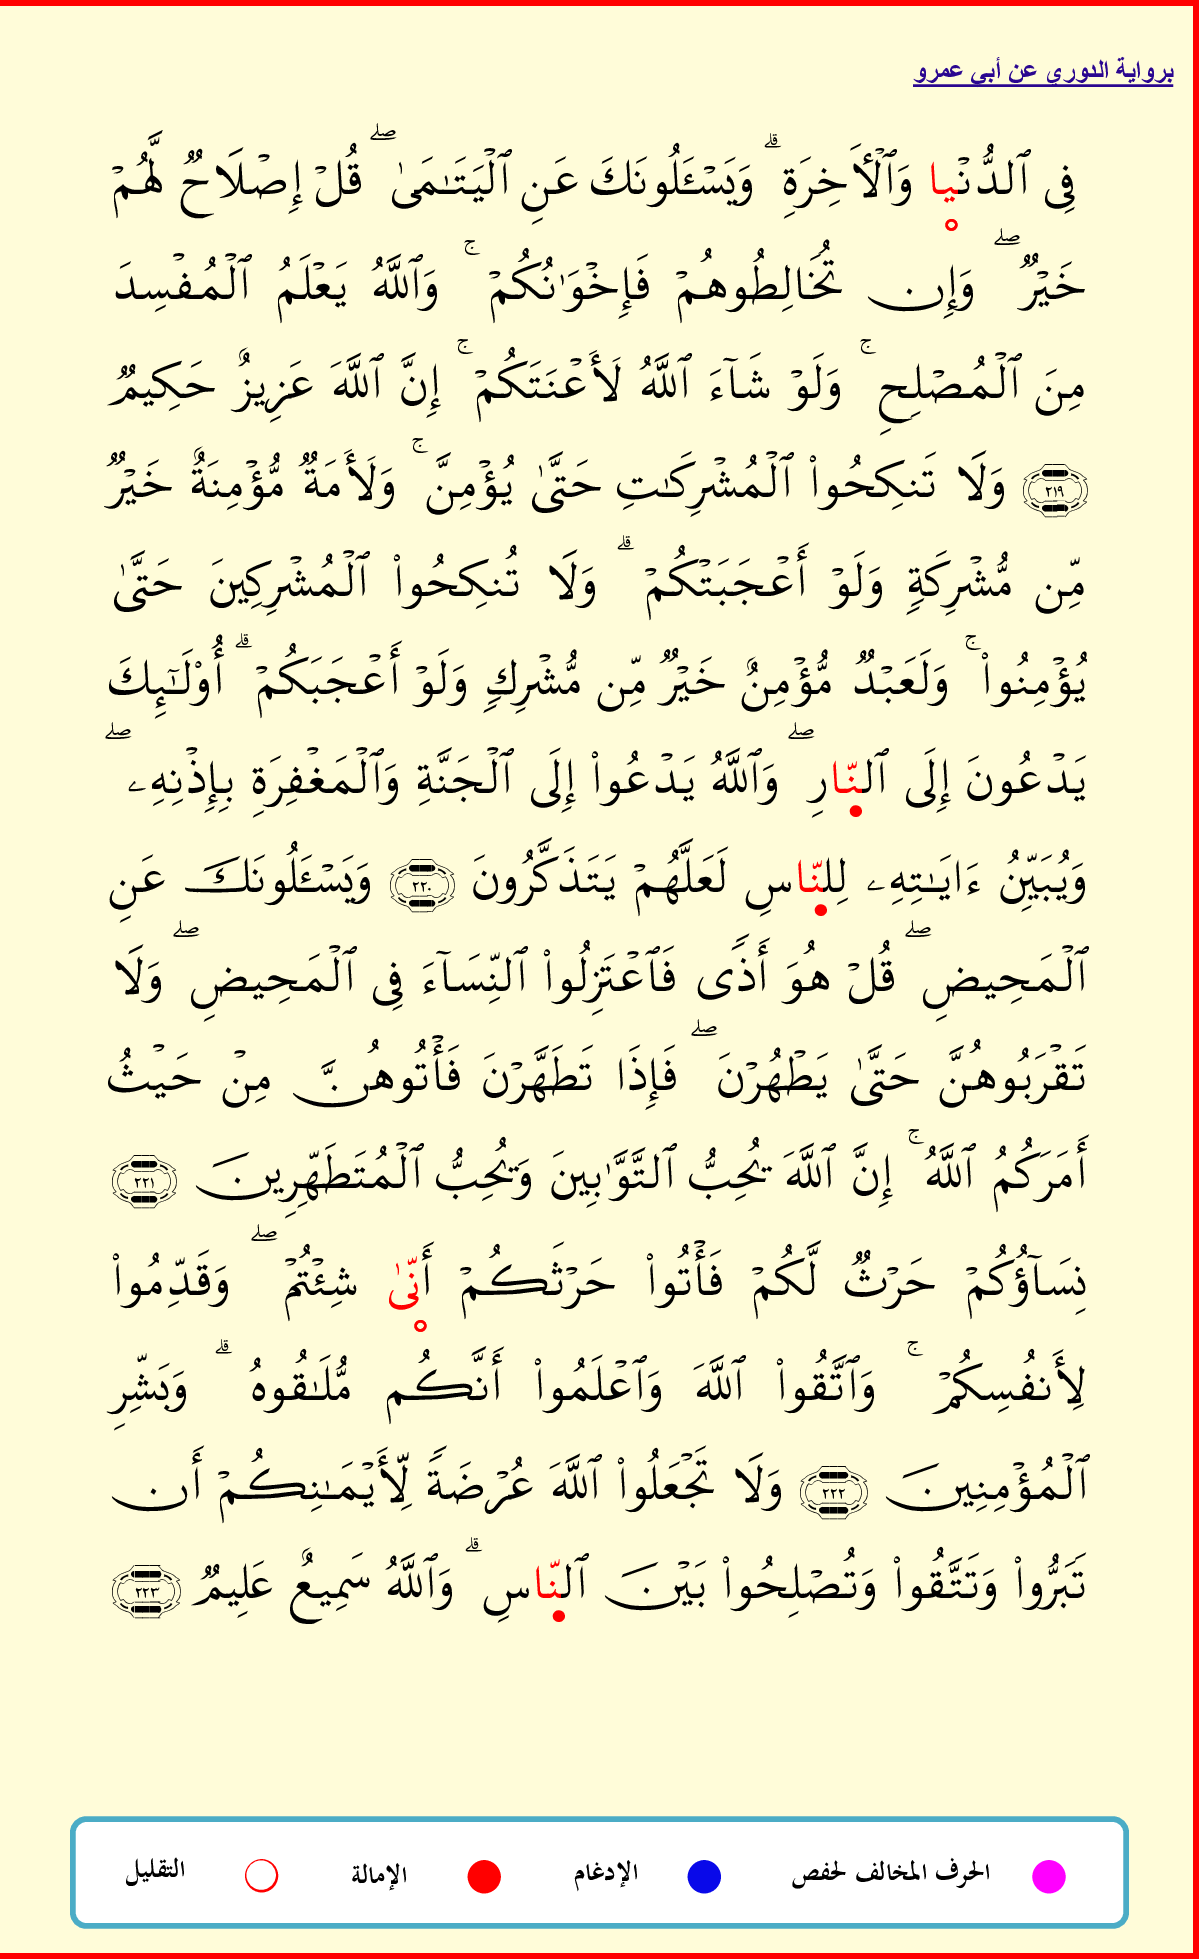 برواية الدوري عن أبي عمرو
فِى ٱلدُّنْيا وَٱلْأٓخِرَةِ ۗ وَيَسْـَٔلُونَكَ عَنِ ٱلْيَتَـٰمَىٰ ۖ قُلْ إِصْلَاحٌ لَّهُمْ
خَيْرٌ ۖ وَإِن تُخَالِطُوهُمْ فَإِخْوَٰنُكُمْ ۚ وَٱللَّهُ يَعْلَمُ ٱلْمُفْسِدَ
مِنَ ٱلْمُصْلِحِ ۚ وَلَوْ شَآءَ ٱللَّهُ لَأَعْنَتَكُمْ ۚ إِنَّ ٱللَّهَ عَزِيزٌ حَكِيمٌ
٢١٩ وَلَا تَنكِحُوا۟ ٱلْمُشْرِكَـٰتِ حَتَّىٰ يُؤْمِنَّ ۚ وَلَأَمَةٌ مُّؤْمِنَةٌ خَيْرٌ
مِّن مُّشْرِكَةٍ وَلَوْ أَعْجَبَتْكُمْ ۗ وَلَا تُنكِحُوا۟ ٱلْمُشْرِكِينَ حَتَّىٰ
يُؤْمِنُوا۟ ۚ وَلَعَبْدٌ مُّؤْمِنٌ خَيْرٌ مِّن مُّشْرِكٍ وَلَوْ أَعْجَبَكُمْ ۗ أُو۟لَـٰٓئِكَ
يَدْعُونَ إِلَى ٱلنّارِ ۖ وَٱللَّهُ يَدْعُوا۟ إِلَى ٱلْجَنَّةِ وَٱلْمَغْفِرَةِ بِإِذْنِهِۦ ۖ
وَيُبَيِّنُ ءَايَـٰتِهِۦ لِلنّاسِ لَعَلَّهُمْ يَتَذَكَّرُونَ ٢٢٠ وَيَسْـَٔلُونَكَ عَنِ
ٱلْمَحِيضِ ۖ قُلْ هُوَ أَذًى فَٱعْتَزِلُوا۟ ٱلنِّسَآءَ فِى ٱلْمَحِيضِ ۖ وَلَا
تَقْرَبُوهُنَّ حَتَّىٰ يَطْهُرْنَ ۖ فَإِذَا تَطَهَّرْنَ فَأْتُوهُنَّ مِنْ حَيْثُ
أَمَرَكُمُ ٱللَّهُ ۚ إِنَّ ٱللَّهَ يُحِبُّ ٱلتَّوَّٰبِينَ وَيُحِبُّ ٱلْمُتَطَهِّرِينَ ٢٢١
نِسَآؤُكُمْ حَرْثٌ لَّكُمْ فَأْتُوا۟ حَرْثَكُمْ أَنّىٰ شِئْتُمْ ۖ وَقَدِّمُوا۟
لِأَنفُسِكُمْ ۚ وَٱتَّقُوا۟ ٱللَّهَ وَٱعْلَمُوا۟ أَنَّكُم مُّلَـٰقُوهُ ۗ وَبَشِّرِ
ٱلْمُؤْمِنِينَ ٢٢٢ وَلَا تَجْعَلُوا۟ ٱللَّهَ عُرْضَةً لِّأَيْمَـٰنِكُمْ أَن
تَبَرُّوا۟ وَتَتَّقُوا۟ وَتُصْلِحُوا۟ بَيْنَ ٱلنّاسِ ۗ وَٱللَّهُ سَمِيعٌ عَلِيمٌ ٢٢٣
الحرف المخالف لحفص الإدغام الإمالة التقليل